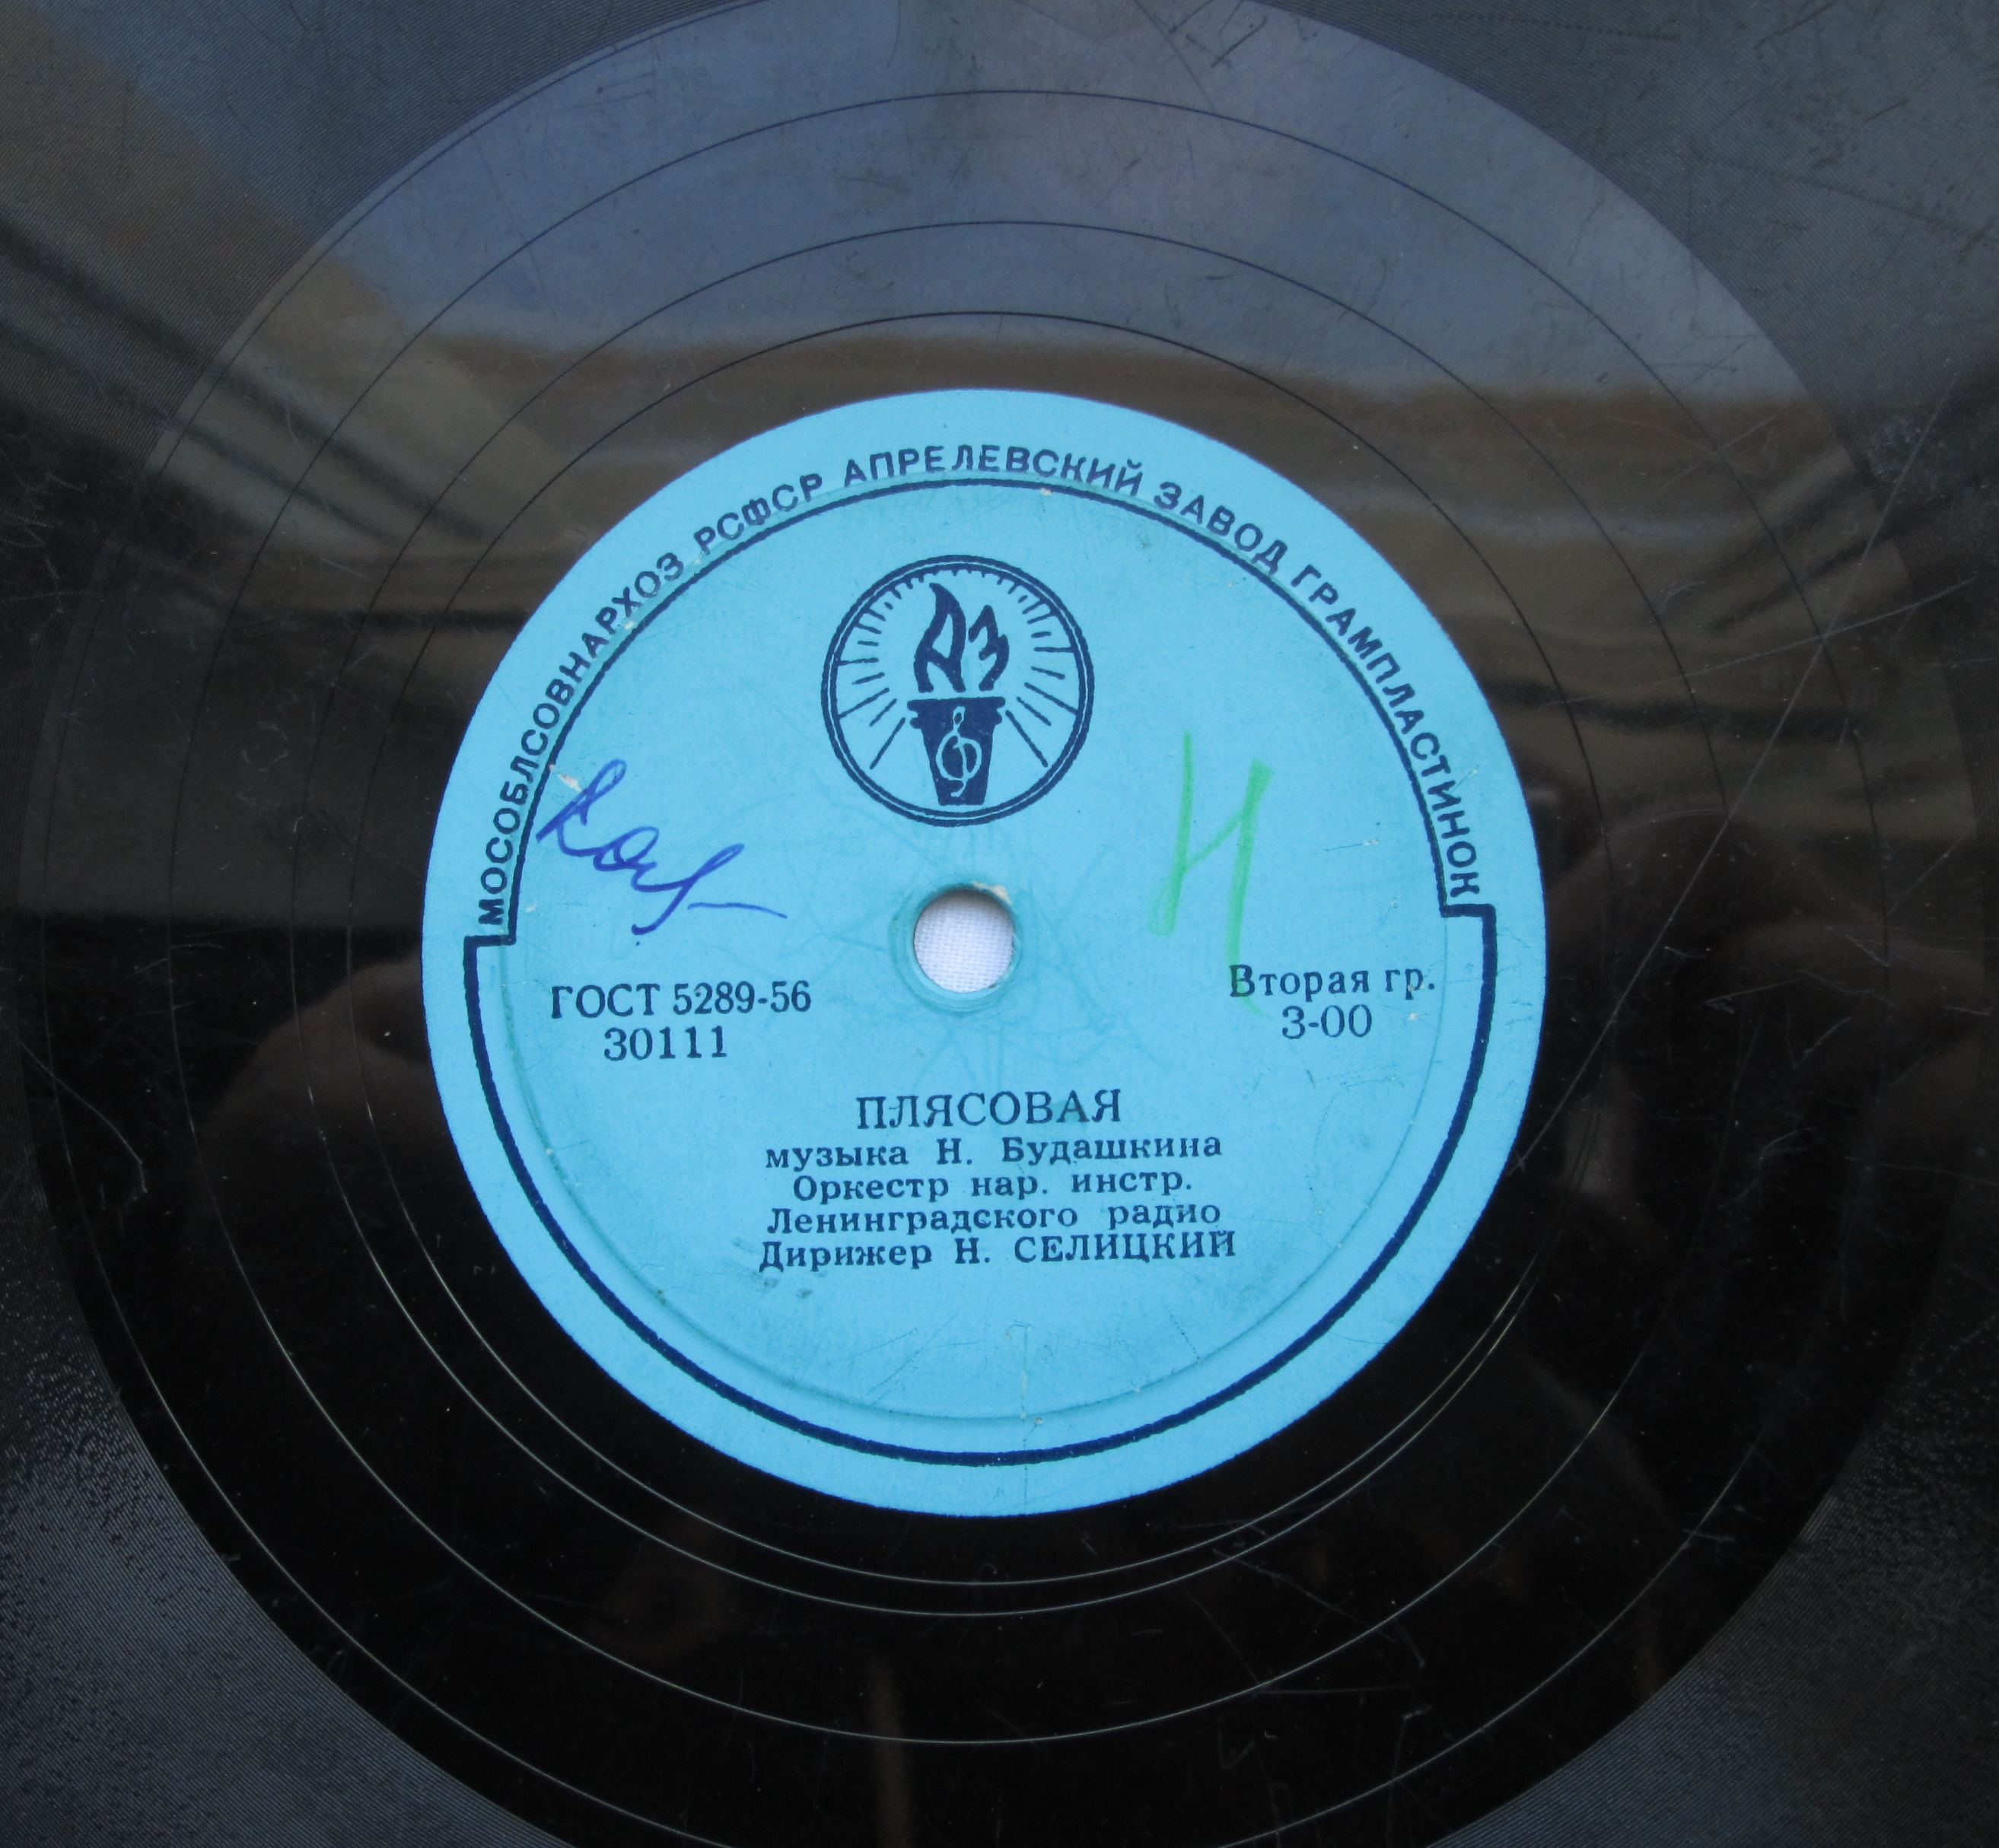 МОСОБЛСОВНАРХОЗ РСФСР АПРЕЛЕВСКИЙ ЗАВОД ГРАМПЛАСТИНОК
АЗ
Н
ГОСТ 5289-56
30111
Вторая гр.
3-00
ПЛЯСОВАЯ
музыка Н. Будашкина
Оркестр нар. инстр.
Ленинградского радио
Дирижер Н. СЕЛИЦКИЙ